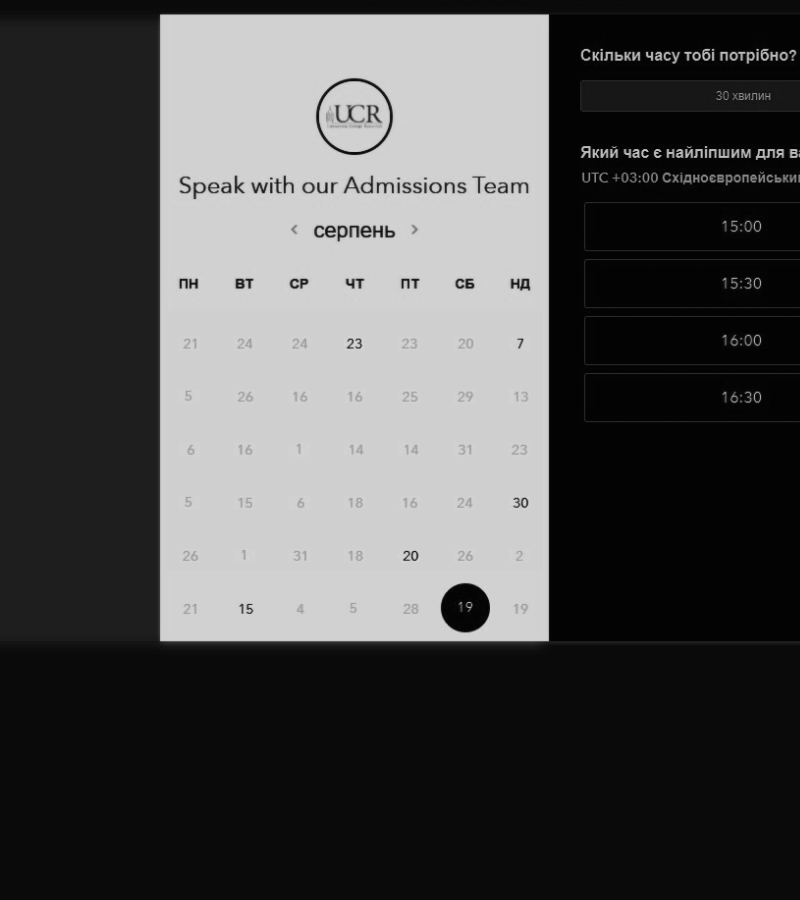 UCR
Speak with our Admissions Team
‹ серпень ›
ПН ВТ СР ЧТ ПТ СБ НД
21 24 24 23 23 20 7
5 26 16 16 25 29 13
6 16 1 14 14 31 23
5 15 6 18 16 24 30
26 1 31 18 20 26 2
21 15 4 5 28 19 19
Скільки часу тобі потрібно?
30 хвилин
Який час є найліпшим для ва
UTC +03:00 Східноєвропейськи
15:00
15:30
16:00
16:30